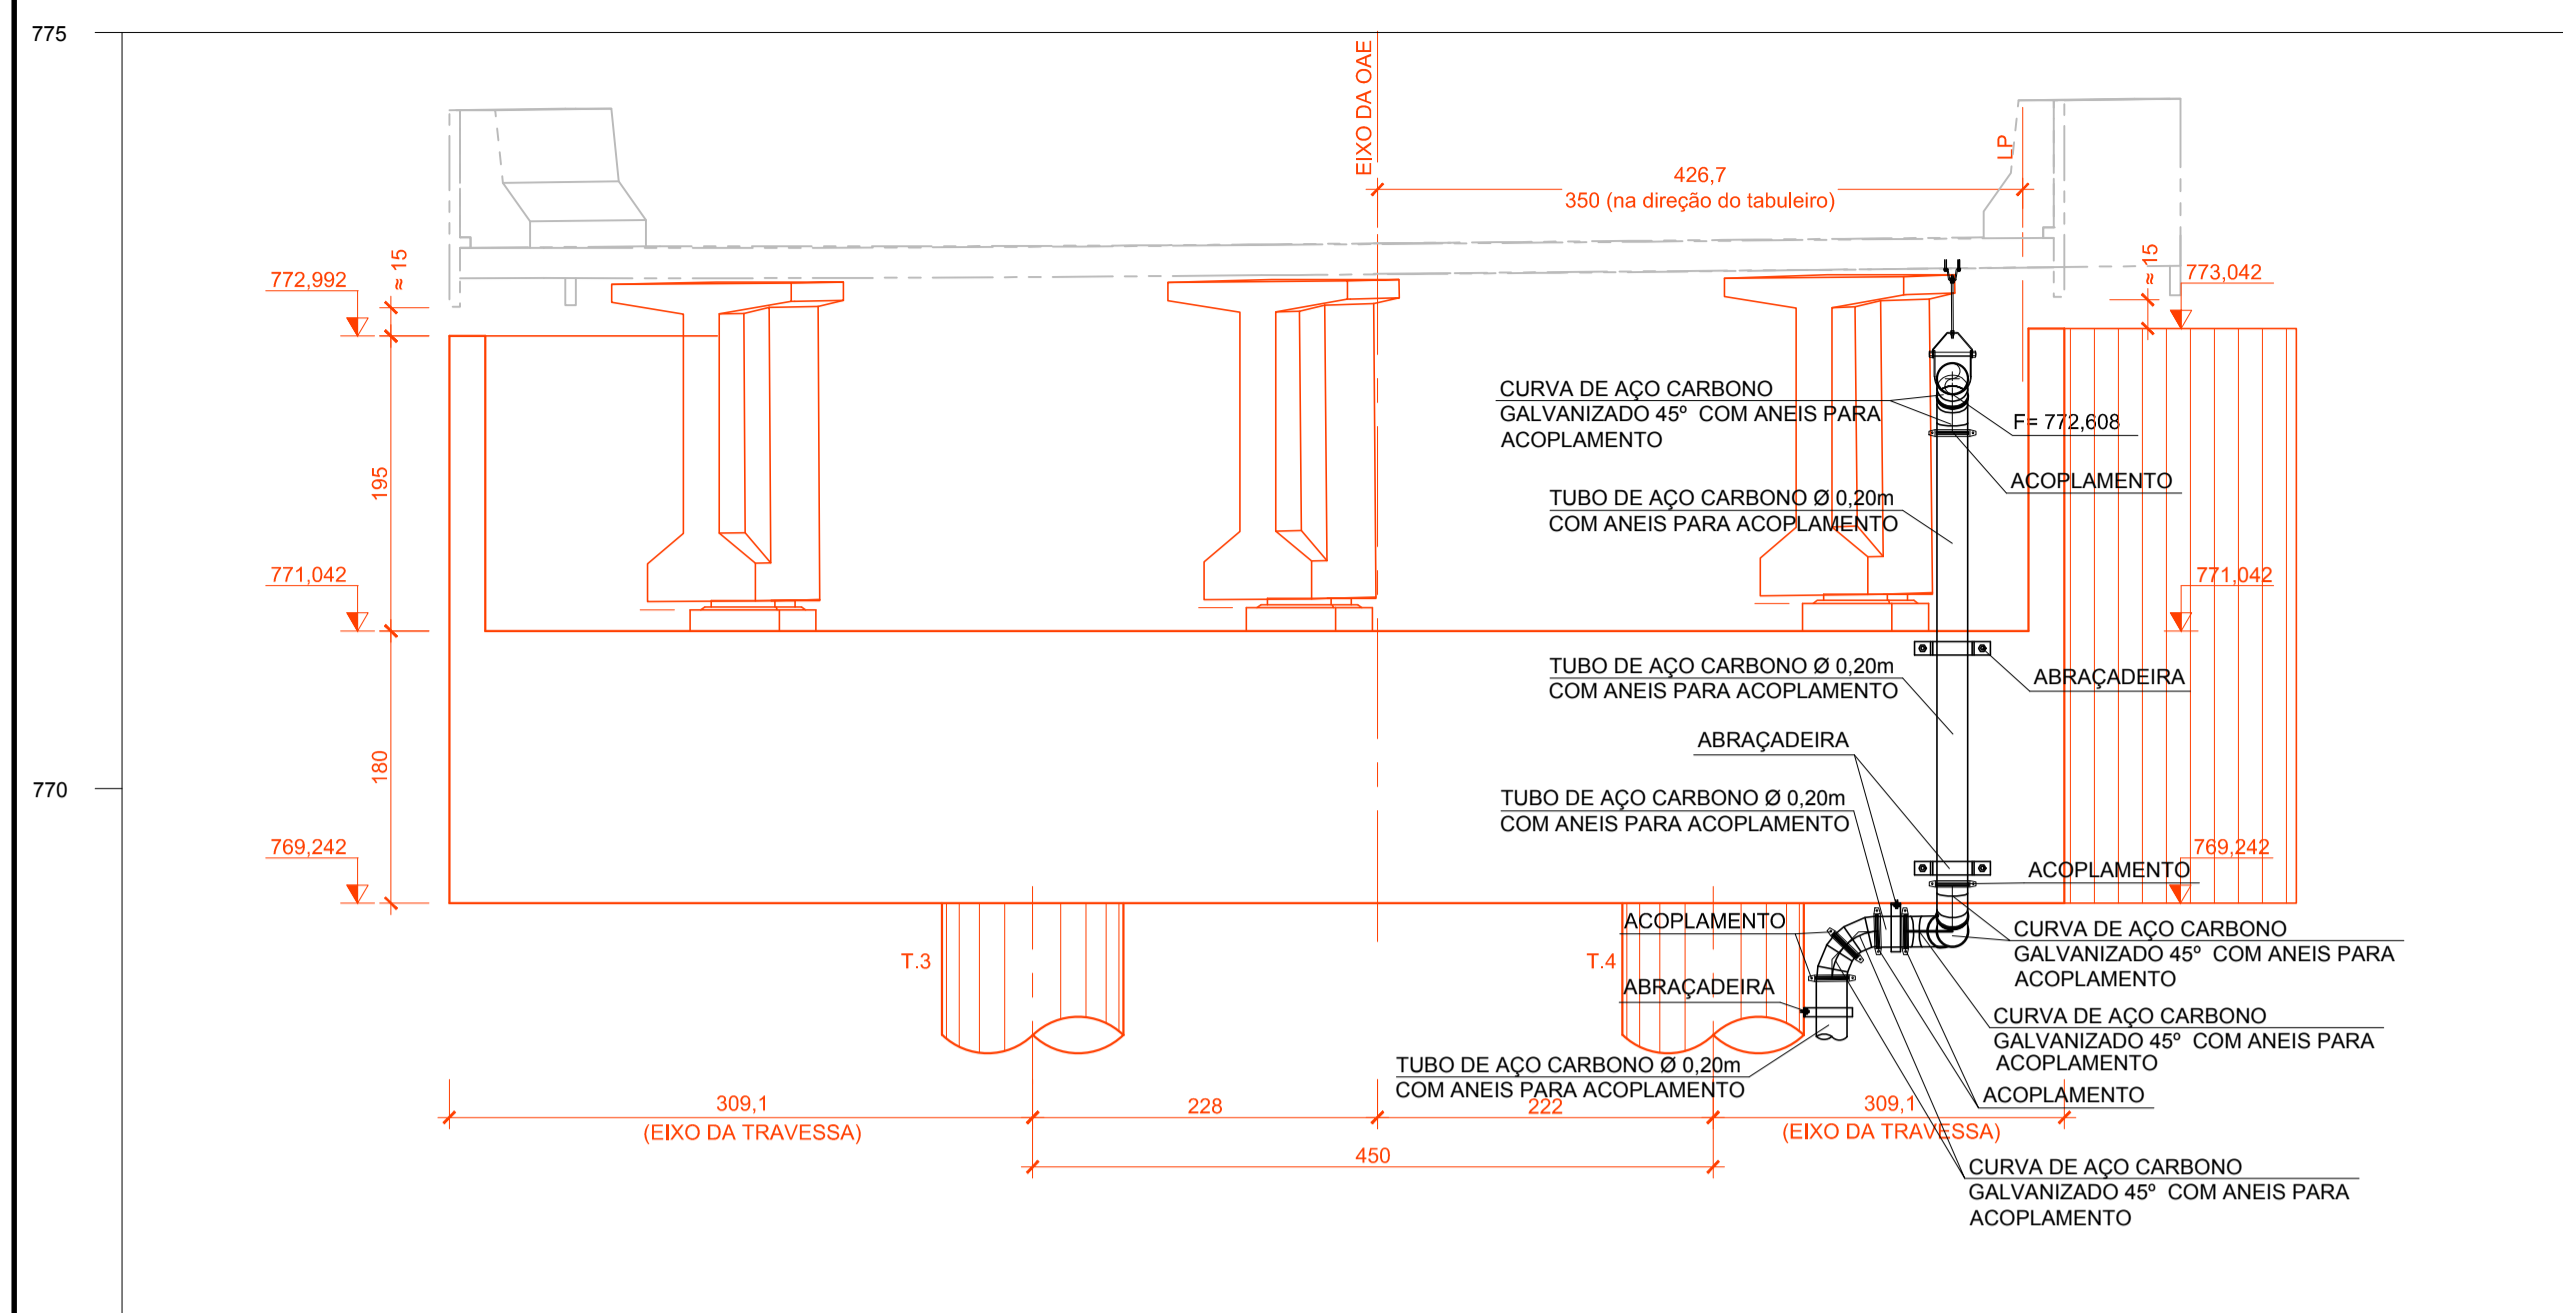 775
EIXO DA OAE
LP
426,7
350 (na direção do tabuleiro)
≈ 15
772,992
≈ 15
773,042
CURVA DE AÇO CARBONO
GALVANIZADO 45º COM ANEIS PARA
ACOPLAMENTO
F= 772,608
195
ACOPLAMENTO
TUBO DE AÇO CARBONO Ø 0,20m
COM ANEIS PARA ACOPLAMENTO
771,042
771,042
TUBO DE AÇO CARBONO Ø 0,20m
COM ANEIS PARA ACOPLAMENTO
ABRAÇADEIRA
ABRAÇADEIRA
180
770
TUBO DE AÇO CARBONO Ø 0,20m
COM ANEIS PARA ACOPLAMENTO
769,242
769,242
ACOPLAMENTO
ACOPLAMENTO
CURVA DE AÇO CARBONO
GALVANIZADO 45º COM ANEIS PARA
ACOPLAMENTO
T.3
T.4
ABRAÇADEIRA
CURVA DE AÇO CARBONO
GALVANIZADO 45º COM ANEIS PARA
ACOPLAMENTO
TUBO DE AÇO CARBONO Ø 0,20m
COM ANEIS PARA ACOPLAMENTO
ACOPLAMENTO
309,1
(EIXO DA TRAVESSA)
228
222
309,1
(EIXO DA TRAVESSA)
450
CURVA DE AÇO CARBONO
GALVANIZADO 45º COM ANEIS PARA
ACOPLAMENTO